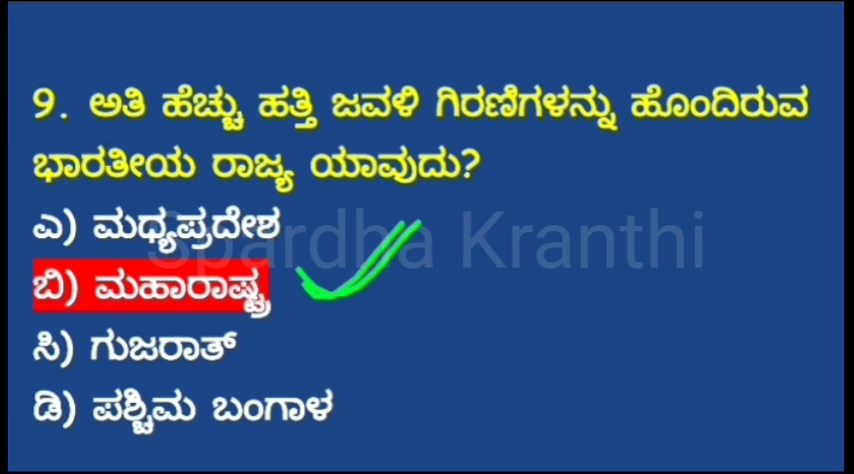 9. ಅತಿ ಹೆಚ್ಚು ಹತ್ತಿ ಜವಳಿ ಗಿರಣಿಗಳನ್ನು ಹೊಂದಿರುವ
ಭಾರತೀಯ ರಾಜ್ಯ ಯಾವುದು?
ಎ) ಮಧ್ಯಪ್ರದೇಶ
Spardha Kranthi
ಬಿ) ಮಹಾರಾಷ್ಟ್ರ
ಸಿ) ಗುಜರಾತ್
ಡಿ) ಪಶ್ಚಿಮ ಬಂಗಾಳ